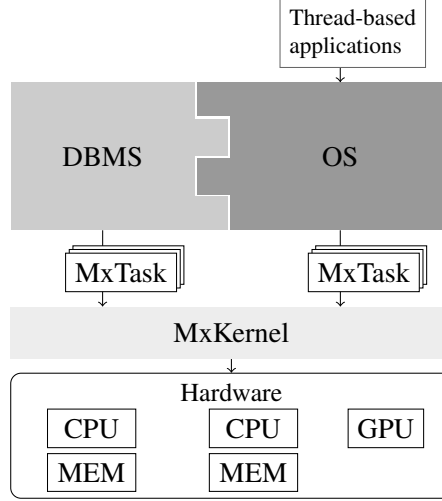 Thread-based
applications
DBMS
OS
MxTask
MxTask
MxKernel
Hardware
CPU
CPU
GPU
MEM
MEM